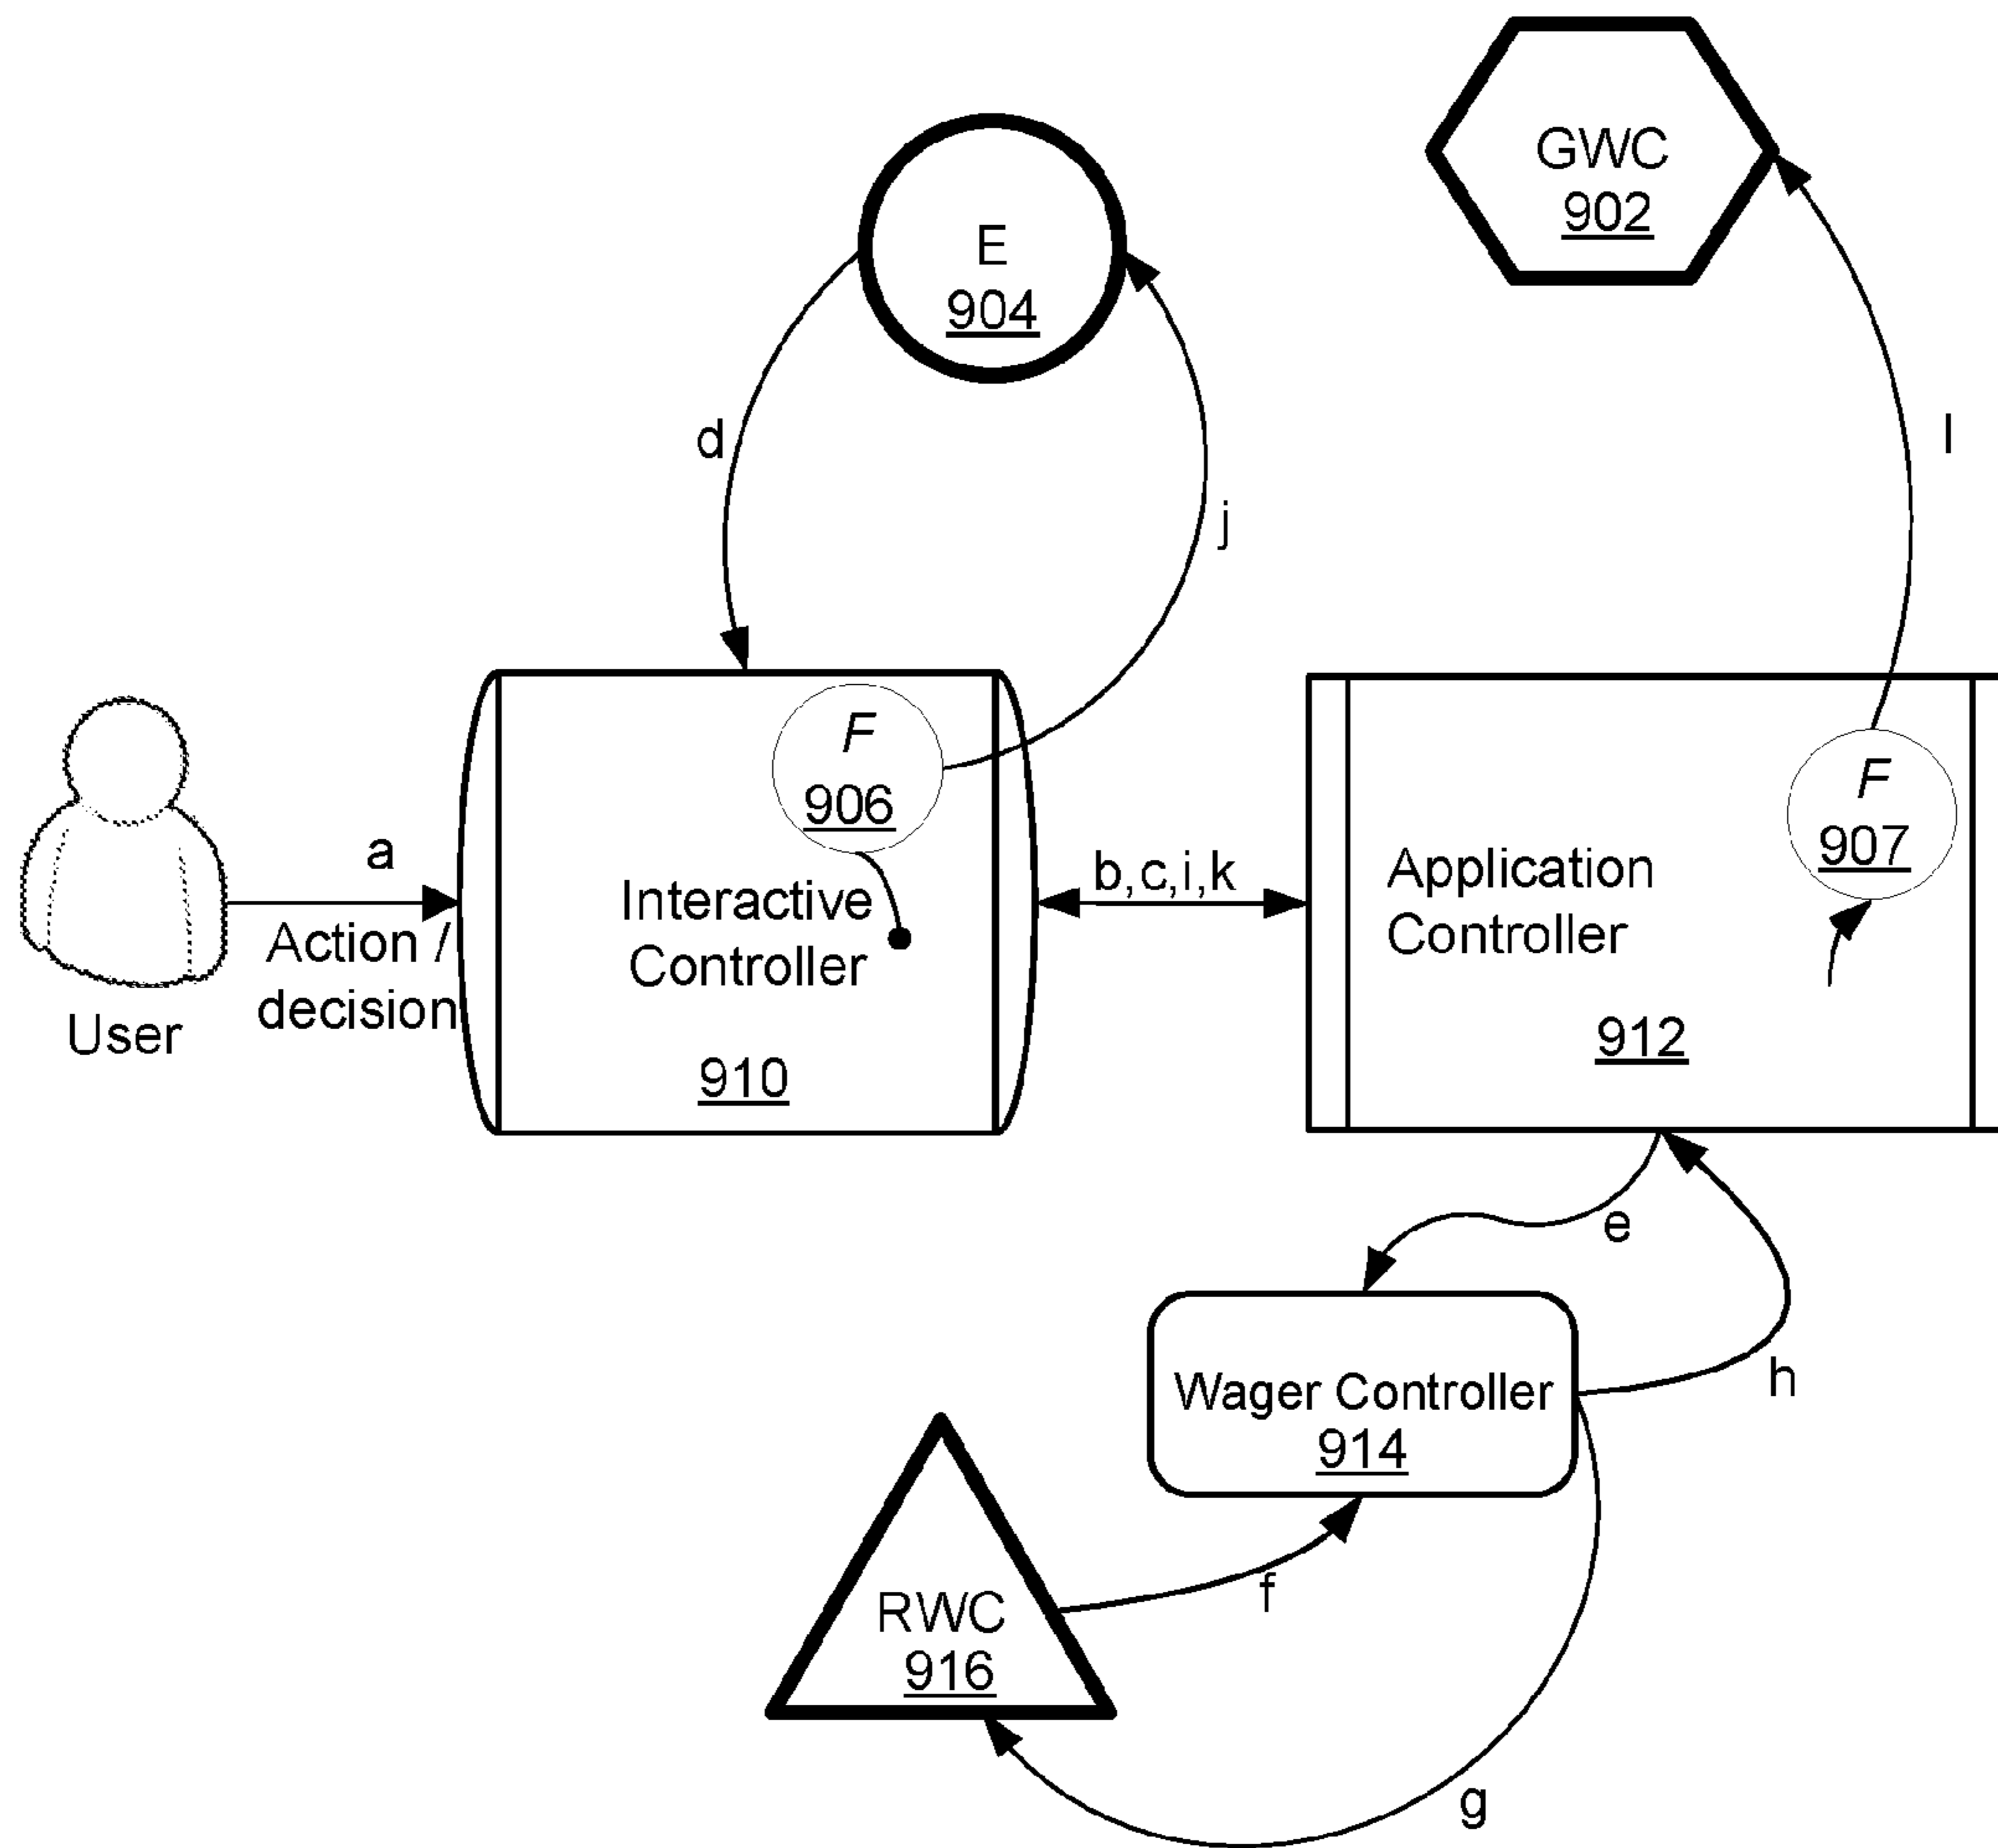 GWC
902
E
904
d
l
j
F
906
F
907
a
Action /
decision
User
Interactive
Controller
910
b,c,i,k
Application
Controller
912
e
h
Wager Controller
914
f
RWC
916
g